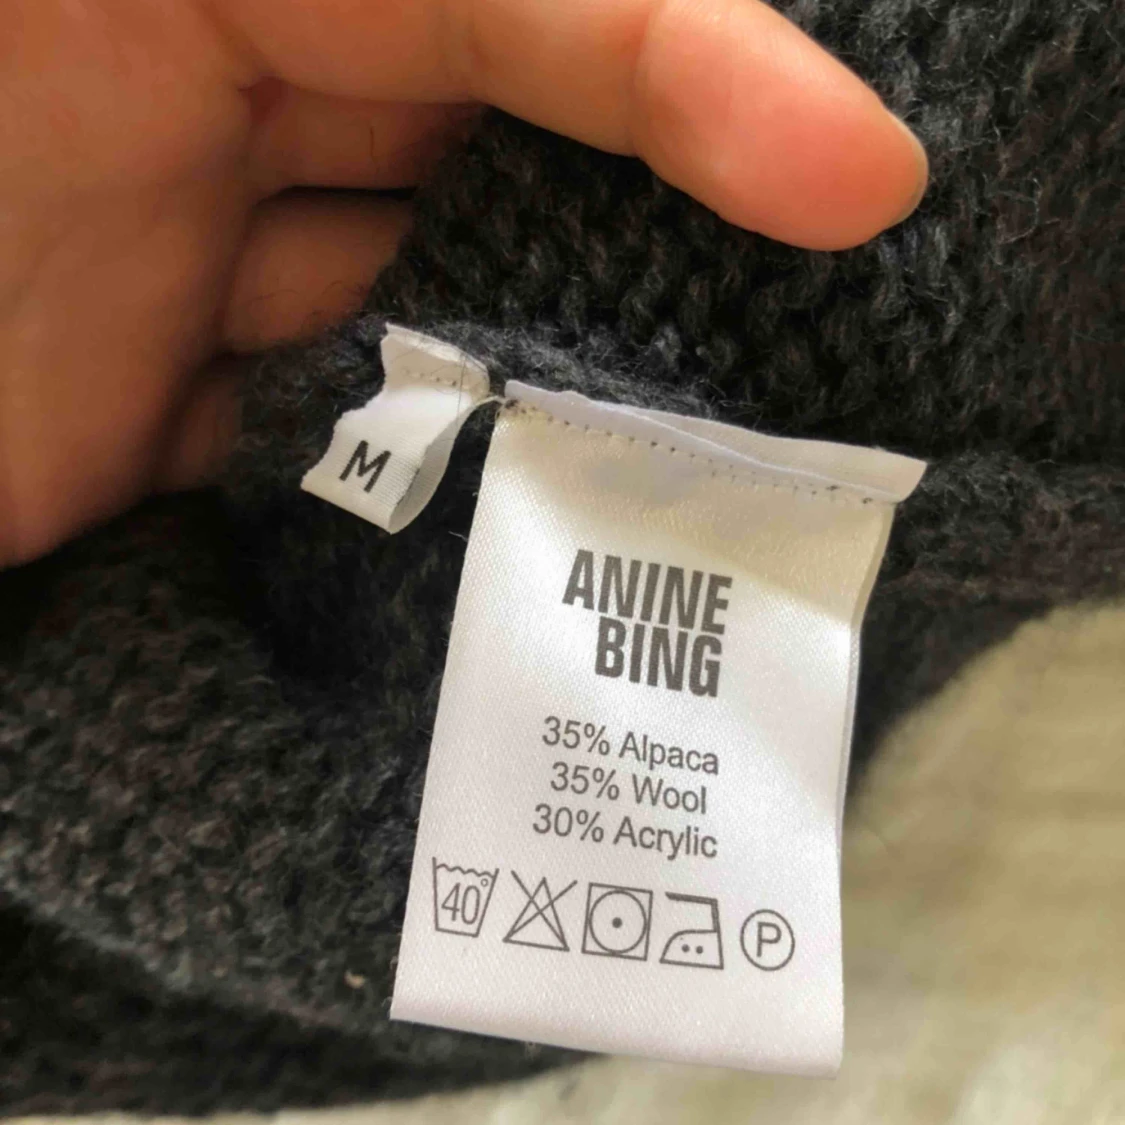 M
ANINE
BING
35% Alpaca
35% Wool
30% Acrylic
40°
P